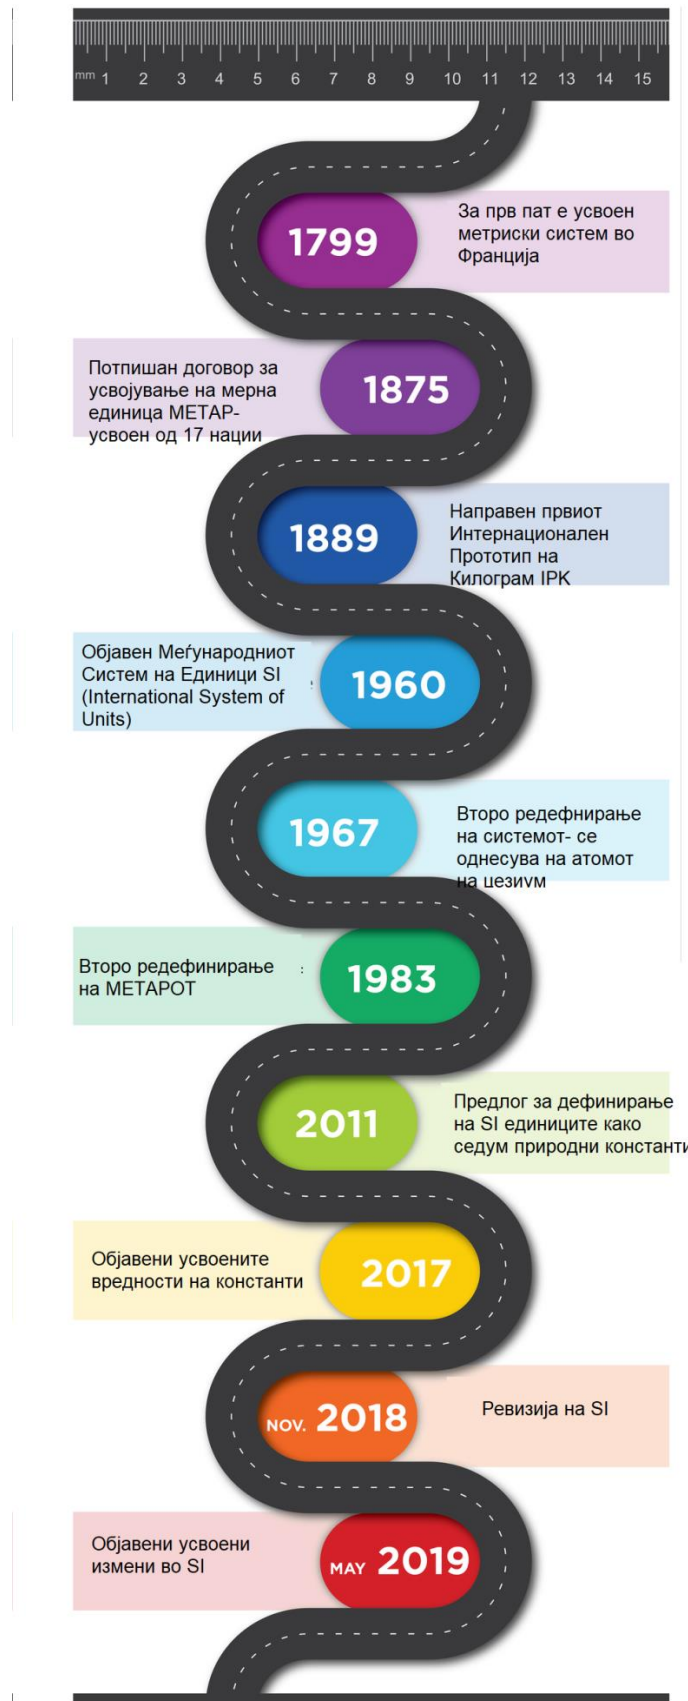 mm 1 2 3 4 5 6 7 8 9 10 11 12 13 14 15
1799
За прв пат е усвоен
метриски систем во
Франција
Потпишан договор за
усвојување на мерна
единица МЕТАР-
усвоен од 17 нации
1875
1889
Направен првиот
Интернационален
Прототип на
Килограм IPK
Објавен Меѓународниот
Систем на Единици SI
(International System of
Units)
1960
1967
Второ редефнирање
на системот- се
однесува на атомот
на цезиум
Второ редефинирање
на МЕТАРОТ
1983
2011
Предлог за дефинирање
на SI единиците како
седум природни константи
Објавени усвоените
вредности на константи
2017
NOV. 2018
Ревизија на SI
Објавени усвоени
измени во SI
MAY 2019